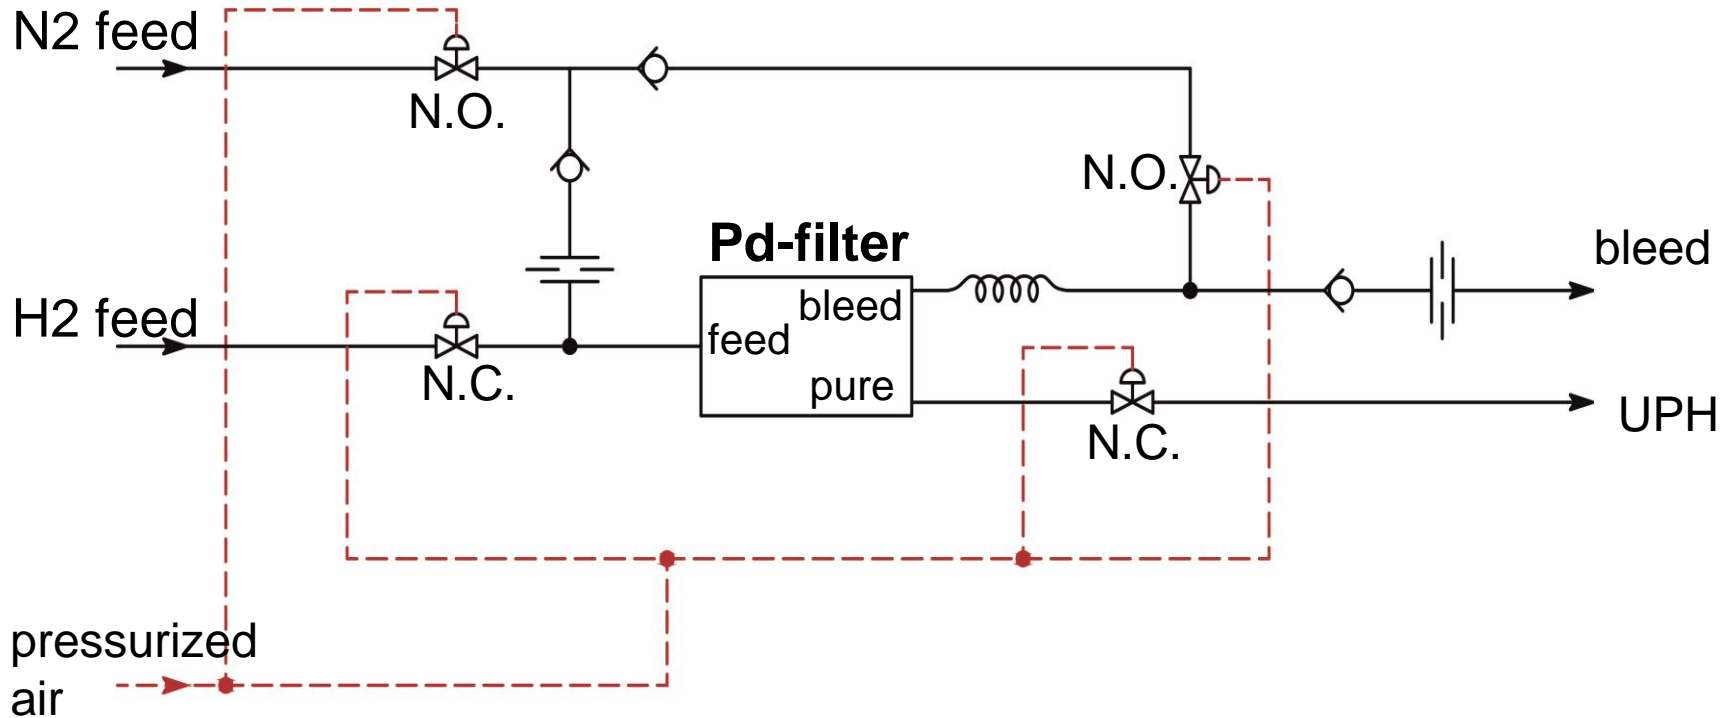 N2 feed
N.O.
N.O.
Pd-filter
bleed
bleed
H2 feed
feed
N.C.
pure
UPH
N.C.
pressurized
air